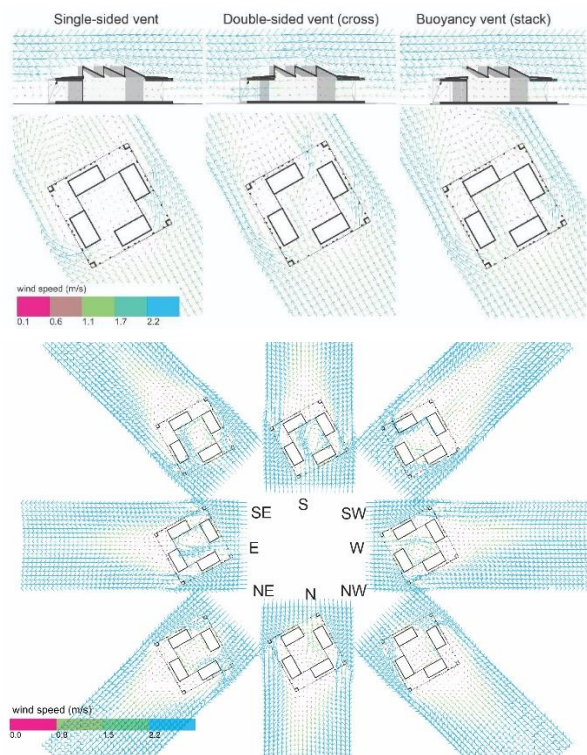 Single-sided vent Double-sided vent (cross) Buoyancy vent (stack)
wind speed (m/s)
0.1 0.6 1.1 1.7 2.2
SE S SW
E W
NE N NW
wind speed (m/s)
0.0 0.8 1.5 2.2